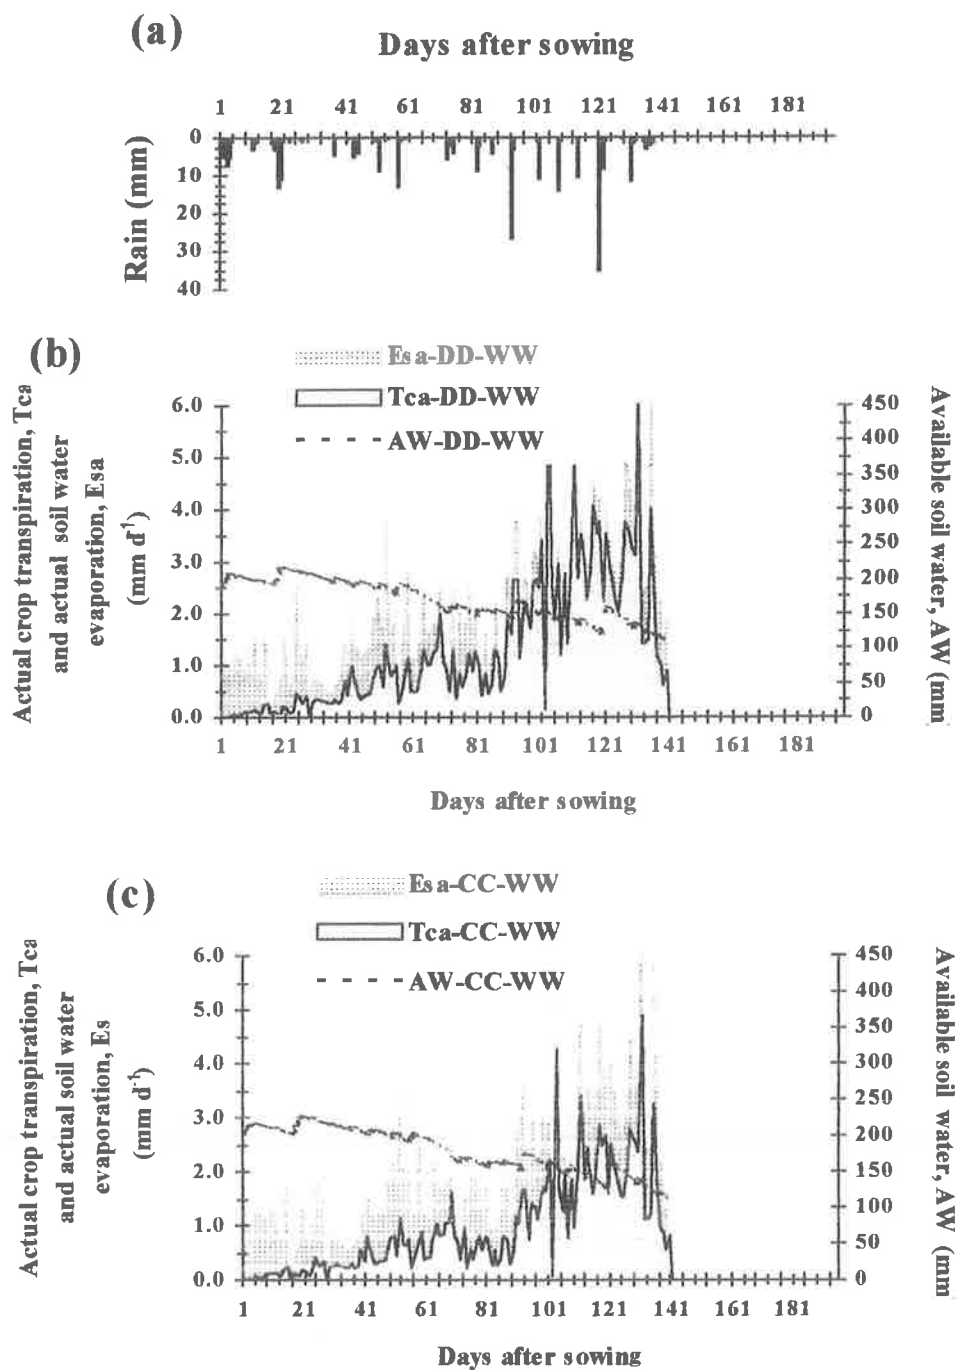 (a)
Days after sowing
1 21 41 61 81 101 121 141 161 181
0
10
20
30
40
Rain (mm)
(b)
Esa-DD-WW
Tca-DD-WW
AW-DD-WW
Actual crop transpiration, Tca
and actual soil water
evaporation, Esa
(mm d¹)
6.0
5.0
4.0
3.0
2.0
1.0
0.0
450
400
350
300
250
200
150
100
50
0
Available soil water, AW (mm
1 21 41 61 81 101 121 141 161 181
Days after sowing
(c)
Esa-CC-WW
Tca-CC-WW
AW-CC-WW
Actual crop transpiration, Tca
and actual soil water
evaporation, Es
(mm d⁻¹)
6.0
5.0
4.0
3.0
2.0
1.0
0.0
450
400
350
300
250
200
150
100
50
0
Available soil water, AW (mm
1 21 41 61 81 101 121 141 161 181
Days after sowing